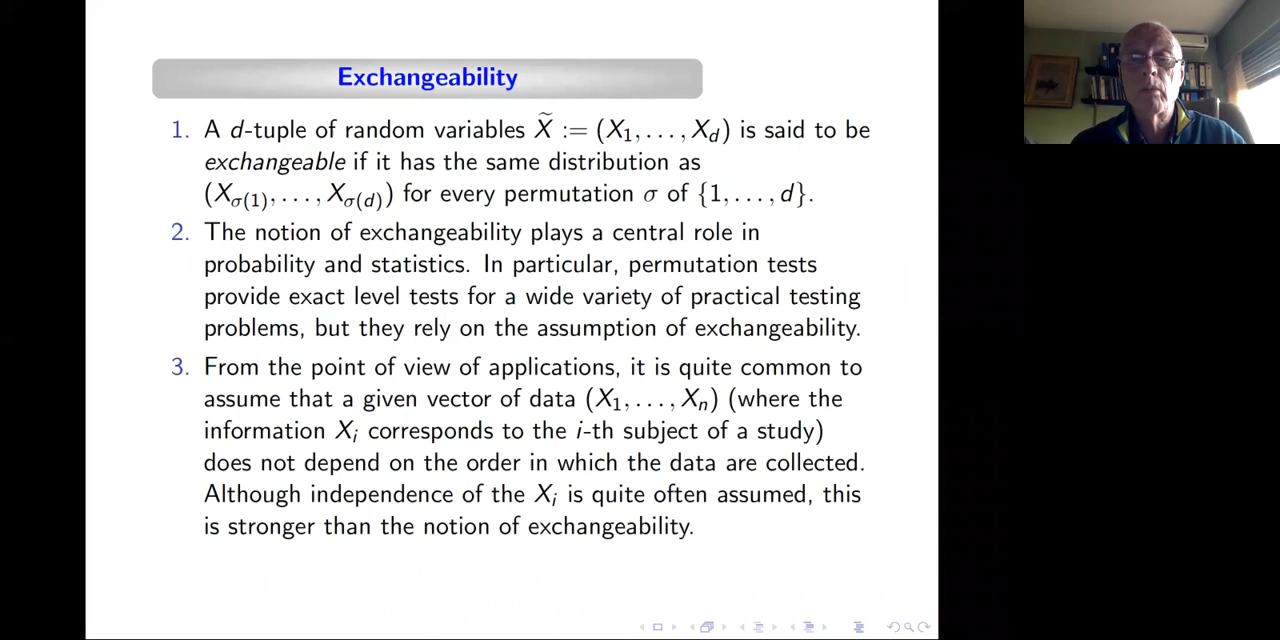 Exchangeability
1. A d-tuple of random variables X̃ := (X₁, . . . , X_d) is said to be
exchangeable if it has the same distribution as
(X_σ(1), . . . , X_σ(d)) for every permutation σ of {1, . . . , d}.
2. The notion of exchangeability plays a central role in
probability and statistics. In particular, permutation tests
provide exact level tests for a wide variety of practical testing
problems, but they rely on the assumption of exchangeability.
3. From the point of view of applications, it is quite common to
assume that a given vector of data (X₁, . . . , Xₙ) (where the
information Xᵢ corresponds to the i-th subject of a study)
does not depend on the order in which the data are collected.
Although independence of the Xᵢ is quite often assumed, this
is stronger than the notion of exchangeability.